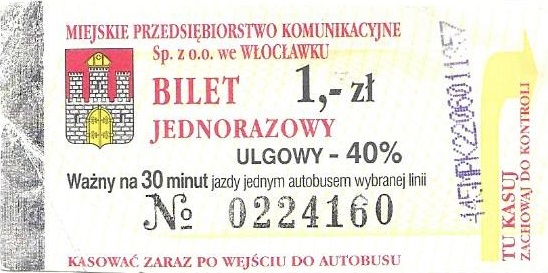 MIEJSKIE PRZEDSIĘBIORSTWO KOMUNIKACYJNE
Sp. z o.o. we WŁOCŁAWKU
BILET 1,- zł
JEDNORAZOWY
ULGOWY - 40%
Ważny na 30 minut jazdy jednym autobusem wybranej linii
№ 0224160
KASOWAĆ ZARAZ PO WEJŚCIU DO AUTOBUSU
TU KASUJ
ZACHOWAJ DO KONTROLI